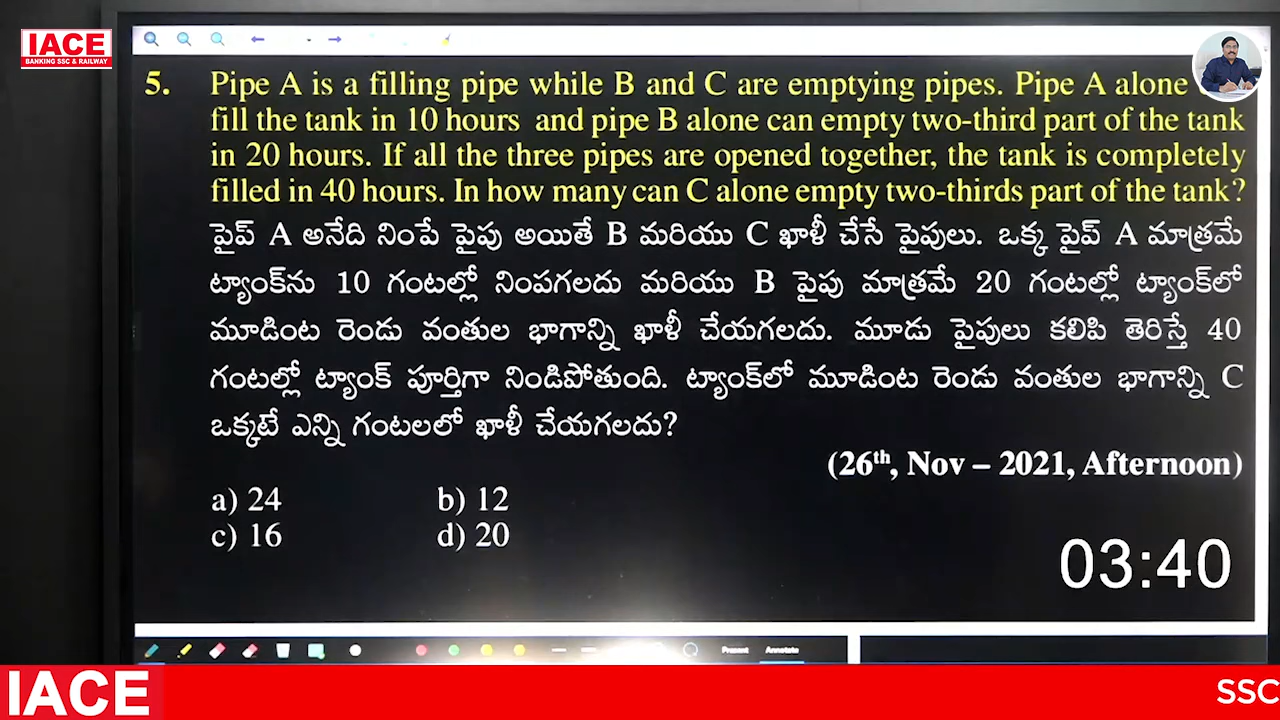 IACE
BANKING SSC & RAILWAY
5. Pipe A is a filling pipe while B and C are emptying pipes. Pipe A alone
fill the tank in 10 hours and pipe B alone can empty two-third part of the tank
in 20 hours. If all the three pipes are opened together, the tank is completely
filled in 40 hours. In how many can C alone empty two-thirds part of the tank?
పైప్ A అనేది నింపే పైపు అయితే B మరియు C ఖాళీ చేసే పైపులు. ఒక్క పైప్ A మాత్రమే
ట్యాంక్‌ను 10 గంటల్లో నింపగలదు మరియు B పైపు మాత్రమే 20 గంటల్లో ట్యాంక్‌లో
మూడింట రెండు వంతుల భాగాన్ని ఖాళీ చేయగలదు. మూడు పైపులు కలిపి తెరిస్తే 40
గంటల్లో ట్యాంక్ పూర్తిగా నిండిపోతుంది. ట్యాంక్‌లో మూడింట రెండు వంతుల భాగాన్ని C
ఒక్కటే ఎన్ని గంటలలో ఖాళీ చేయగలదు?
(26th, Nov – 2021, Afternoon)
a) 24 b) 12
c) 16 d) 20
03:40
Present Annotate
IACE
SSC